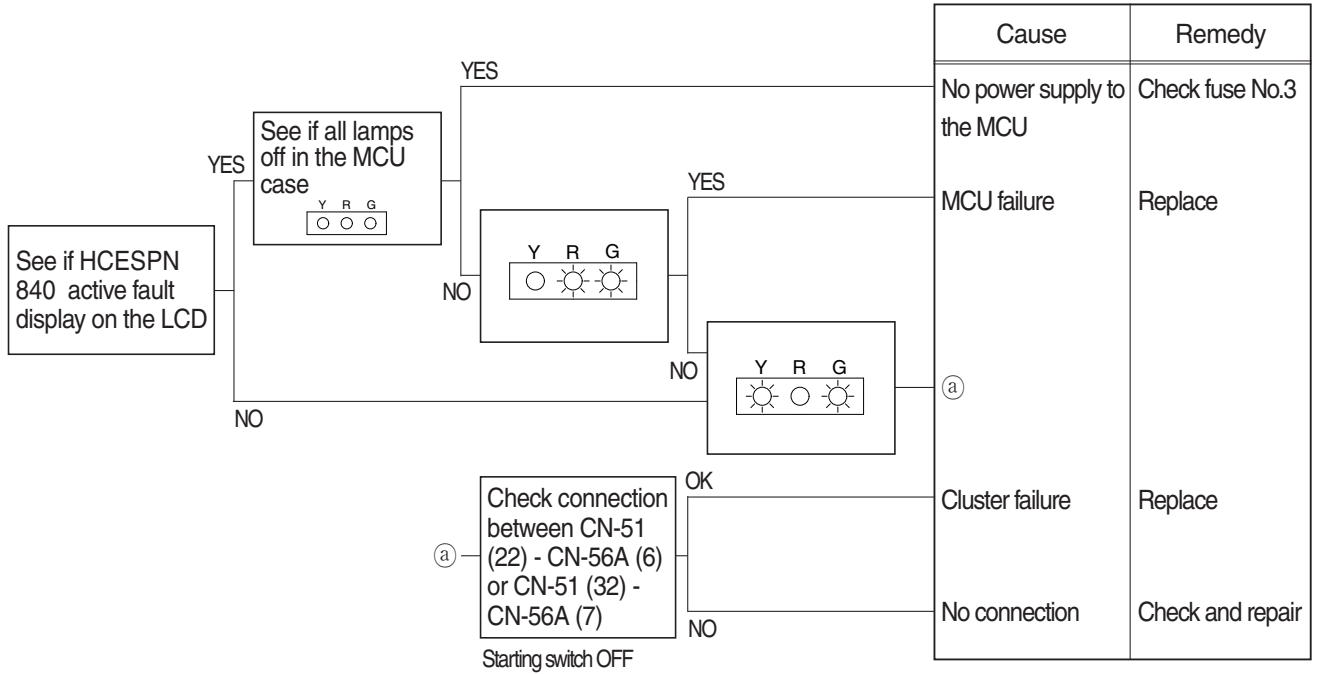 Cause Remedy
YES
No power supply to Check fuse No.3
the MCU
See if all lamps
off in the MCU
case
Y R G
YES
YES
MCU failure Replace
See if HCESPN
840 active fault
display on the LCD
Y R G
NO
NO
Y R G
ⓐ
NO
OK
Check connection
between CN-51
(22) - CN-56A (6)
or CN-51 (32) -
CN-56A (7)
ⓐ
Cluster failure Replace
No connection Check and repair
NO
Starting switch OFF